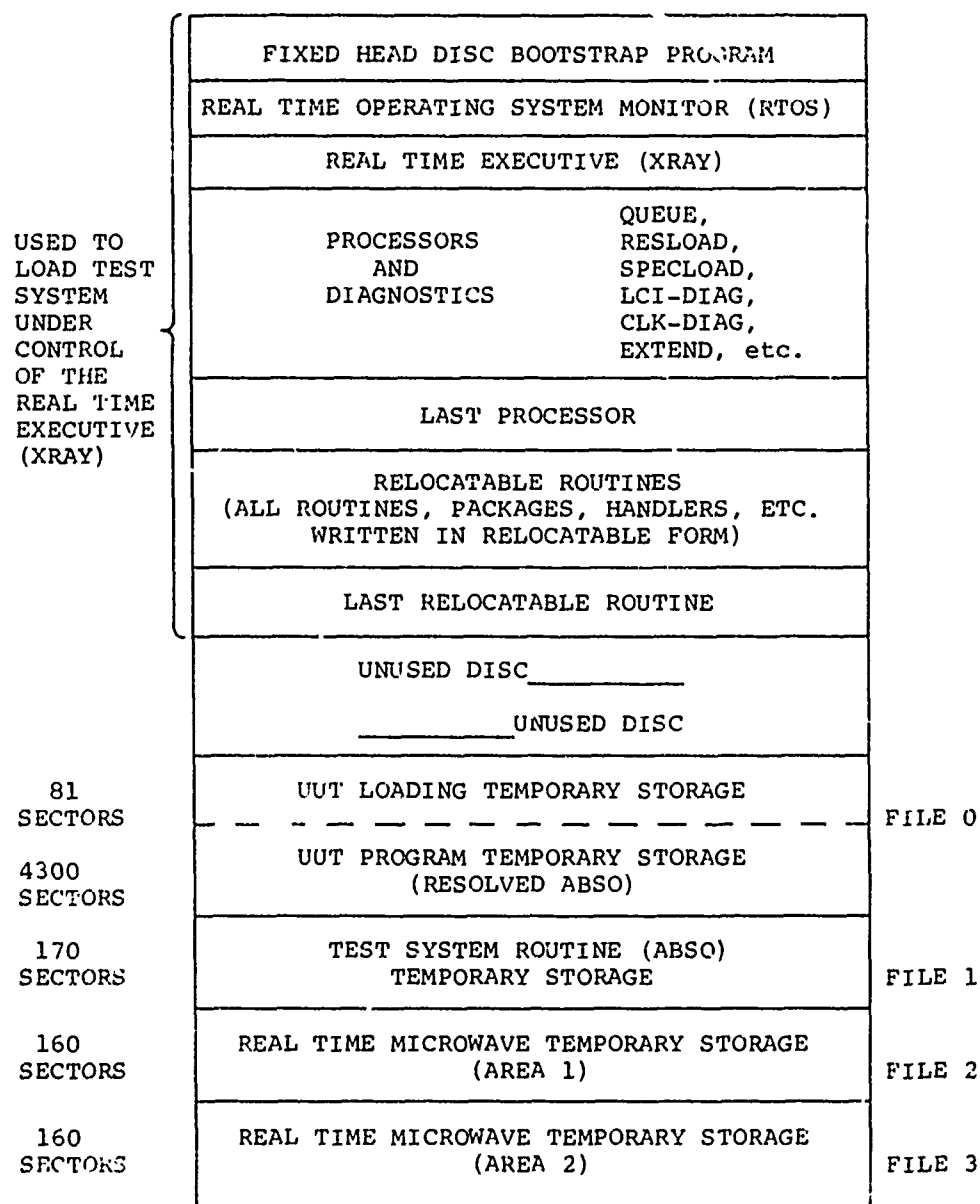 FIXED HEAD DISC BOOTSTRAP PROGRAM
REAL TIME OPERATING SYSTEM MONITOR (RTOS)
REAL TIME EXECUTIVE (XRAY)
USED TO
LOAD TEST
SYSTEM
UNDER
CONTROL
OF THE
REAL TIME
EXECUTIVE
(XRAY)
PROCESSORS
AND
DIAGNOSTICS
QUEUE,
RESLOAD,
SPECLOAD,
LCI-DIAG,
CLK-DIAG,
EXTEND, etc.
LAST PROCESSOR
RELOCATABLE ROUTINES
(ALL ROUTINES, PACKAGES, HANDLERS, ETC.
WRITTEN IN RELOCATABLE FORM)
LAST RELOCATABLE ROUTINE
UNUSED DISC
UNUSED DISC
81
SECTORS
UUT LOADING TEMPORARY STORAGE
FILE 0
4300
SECTORS
UUT PROGRAM TEMPORARY STORAGE
(RESOLVED ABSO)
170
SECTORS
TEST SYSTEM ROUTINE (ABSO)
TEMPORARY STORAGE
FILE 1
160
SECTORS
REAL TIME MICROWAVE TEMPORARY STORAGE
(AREA 1)
FILE 2
160
SECTORS
REAL TIME MICROWAVE TEMPORARY STORAGE
(AREA 2)
FILE 3